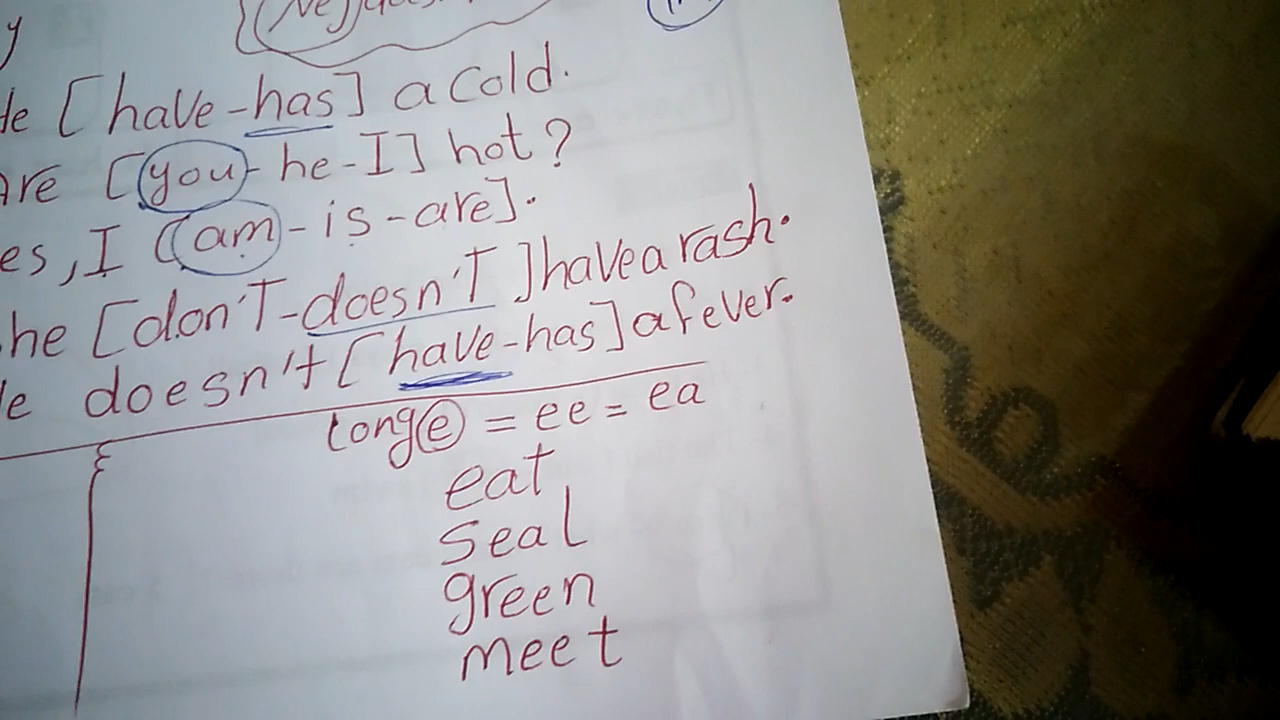 y
He [have-has] a cold.
Are [you-he-I] hot?
es, I [am-is-are].
he [don'T-doesn'T] have a rash.
He doesn't [have-has] a fever.
long e = ee = ea
eat
seal
green
meet